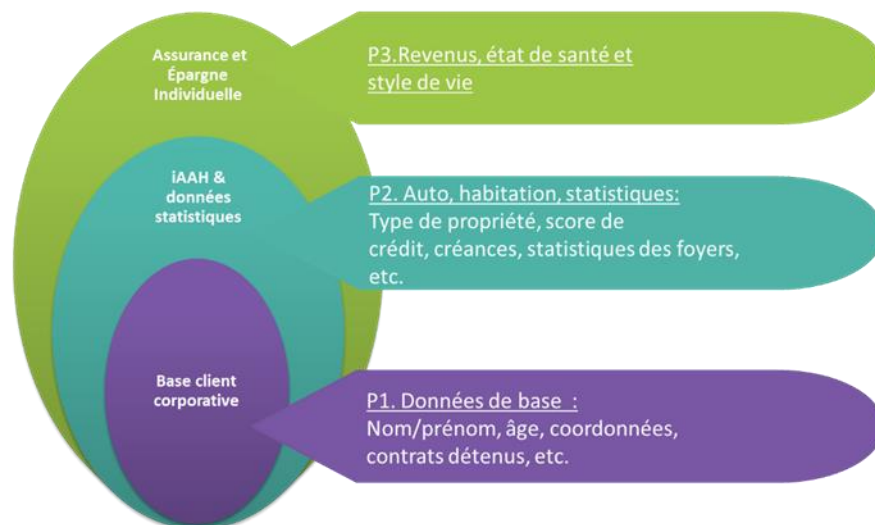 Assurance et
Épargne
Individuelle
P3.Revenus, état de santé et
style de vie
iAAH &
données
statistiques
P2. Auto, habitation, statistiques:
Type de propriété, score de
crédit, créances, statistiques des foyers,
etc.
Base client
corporative
P1. Données de base :
Nom/prénom, âge, coordonnées,
contrats détenus, etc.